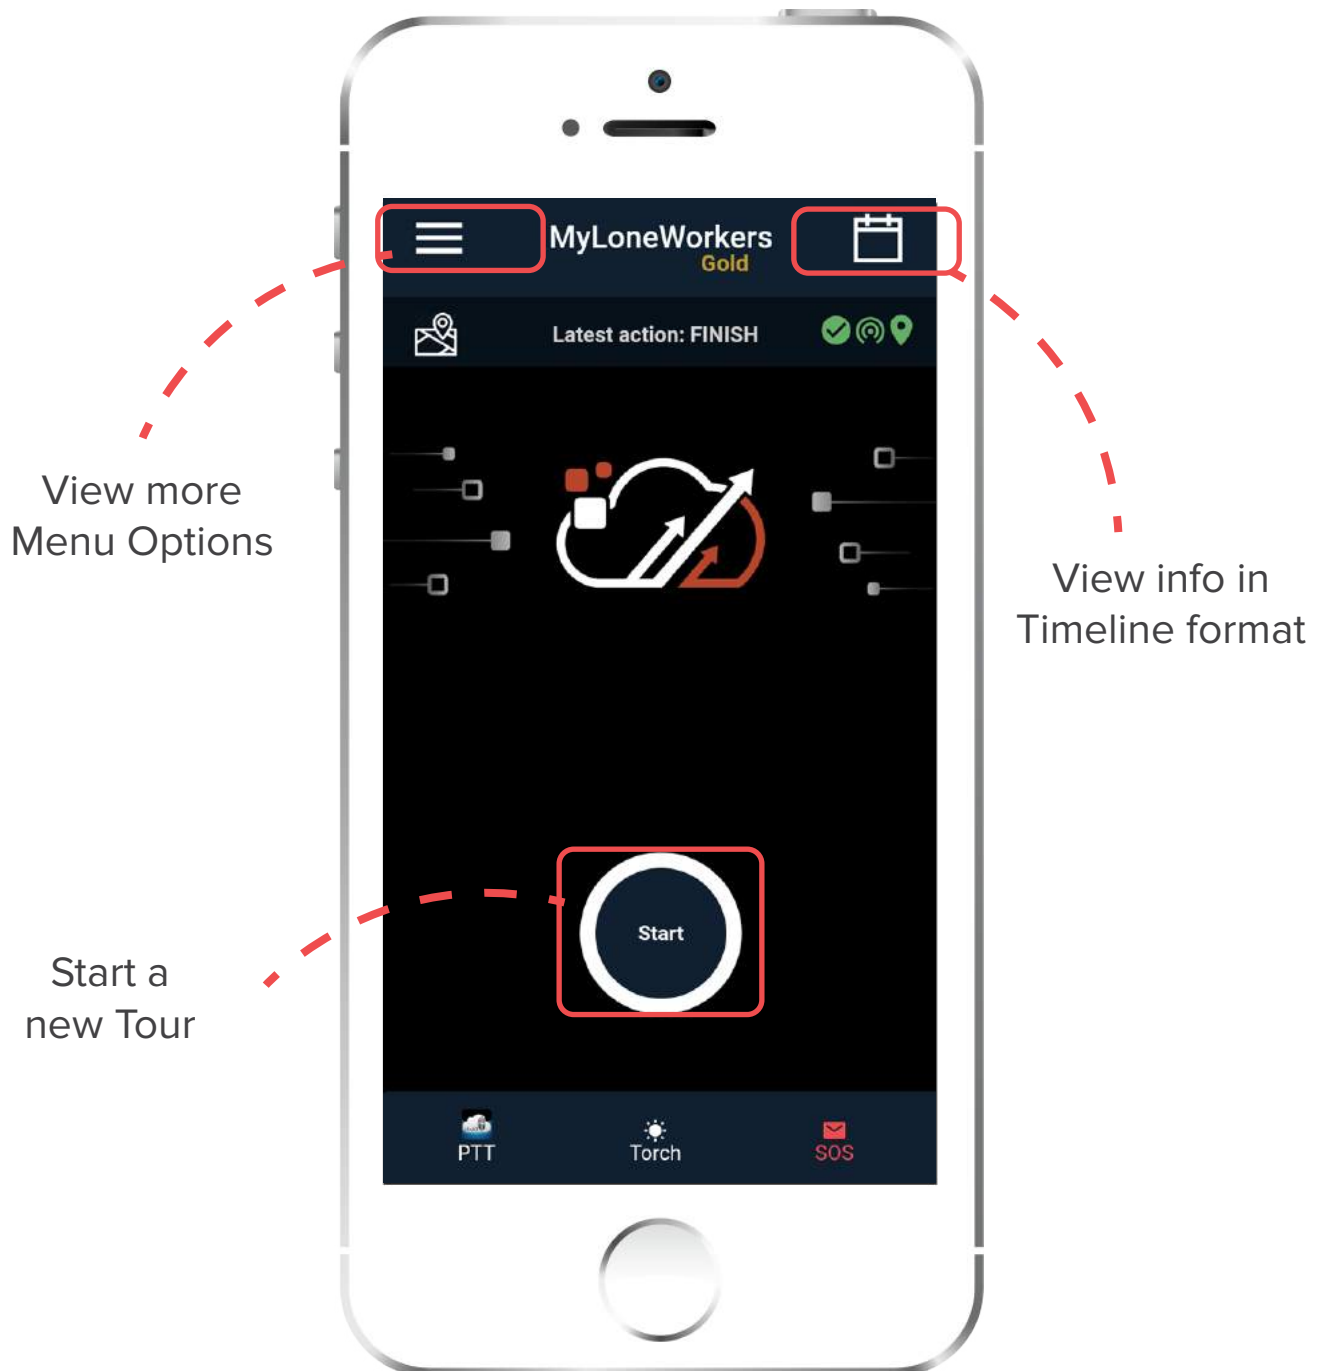 MyLoneWorkers
Gold
Latest action: FINISH
View more
Menu Options
View info in
Timeline format
Start
Start a
new Tour
PTT
Torch
SOS